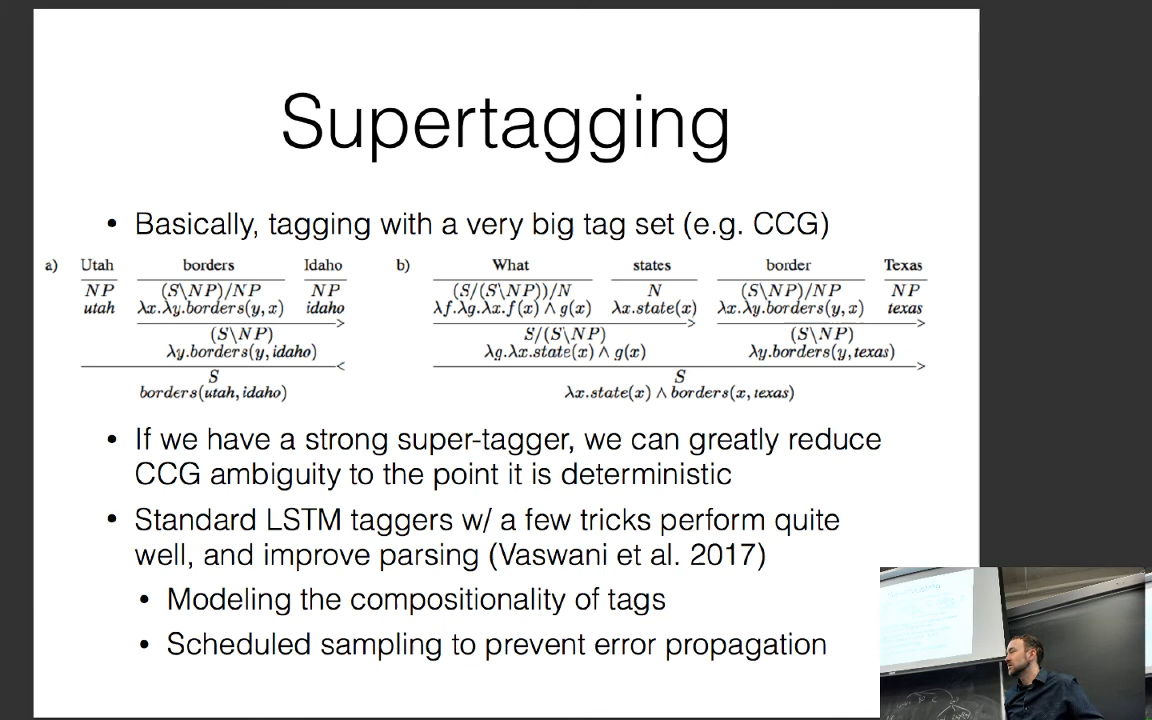 Supertagging
• Basically, tagging with a very big tag set (e.g. CCG)
a) Utah borders Idaho b) What states border Texas
NP (S\NP)/NP NP (S/(S\NP))/N N (S\NP)/NP NP
utah λx.λy.borders(y,x) idaho λf.λg.λx.f(x) ∧ g(x) λx.state(x) λx.λy.borders(y,x) texas
> > >
(S\NP) S/(S\NP) (S\NP)
λy.borders(y,idaho) λg.λx.state(x) ∧ g(x) λy.borders(y,texas)
< >
S S
borders(utah,idaho) λx.state(x) ∧ borders(x,texas)
• If we have a strong super-tagger, we can greatly reduce
CCG ambiguity to the point it is deterministic
• Standard LSTM taggers w/ a few tricks perform quite
well, and improve parsing (Vaswani et al. 2017)
• Modeling the compositionality of tags
• Scheduled sampling to prevent error propagation